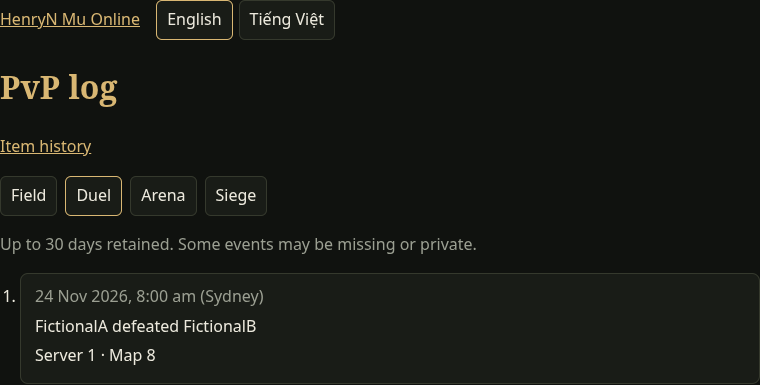 HenryN Mu Online English Tiếng Việt
PvP log
Item history
Field Duel Arena Siege
Up to 30 days retained. Some events may be missing or private.
1. 24 Nov 2026, 8:00 am (Sydney)
FictionalA defeated FictionalB
Server 1 · Map 8